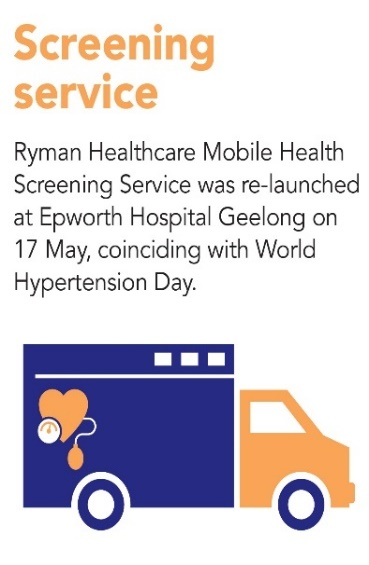 Screening
service
Ryman Healthcare Mobile Health
Screening Service was re-launched
at Epworth Hospital Geelong on
17 May, coinciding with World
Hypertension Day.